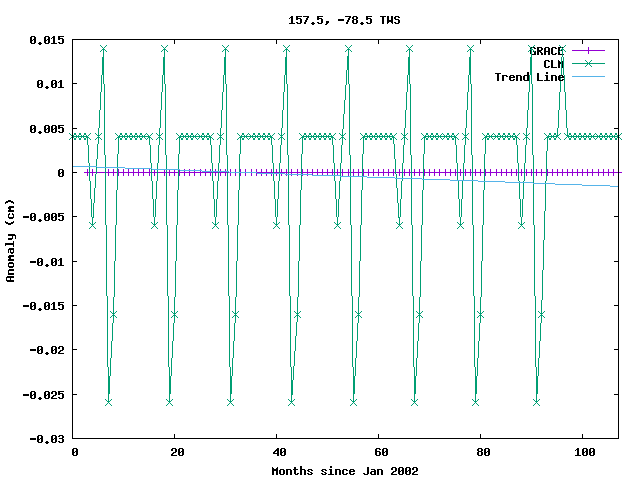 157.5, -78.5 TWS
GRACE
CLM
Trend Line
0.015
0.01
0.005
0
-0.005
-0.01
-0.015
-0.02
-0.025
-0.03
Anomaly (cm)
0 20 40 60 80 100
Months since Jan 2002